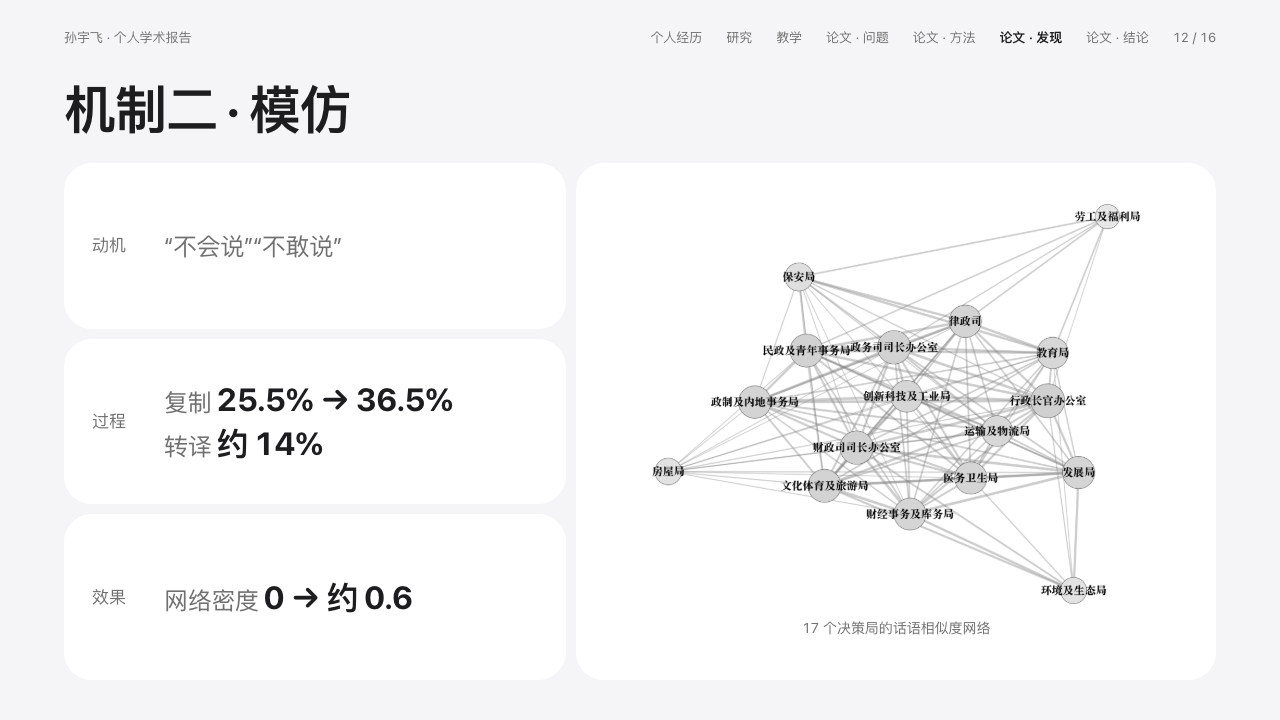 孙宇飞 · 个人学术报告
个人经历 研究 教学 论文 · 问题 论文 · 方法 论文 · 发现 论文 · 结论 12 / 16
机制二 · 模仿
动机 “不会说”“不敢说”
过程
复制 25.5% → 36.5%
转译 约 14%
效果 网络密度 0 → 约 0.6
劳工及福利局
保安局
律政司
民政及青年事务局
政务司司长办公室
教育局
政制及内地事务局
创新科技及工业局
行政长官办公室
运输及物流局
财政司司长办公室
房屋局
文化体育及旅游局
医务卫生局
发展局
财经事务及库务局
环境及生态局
17 个决策局的话语相似度网络